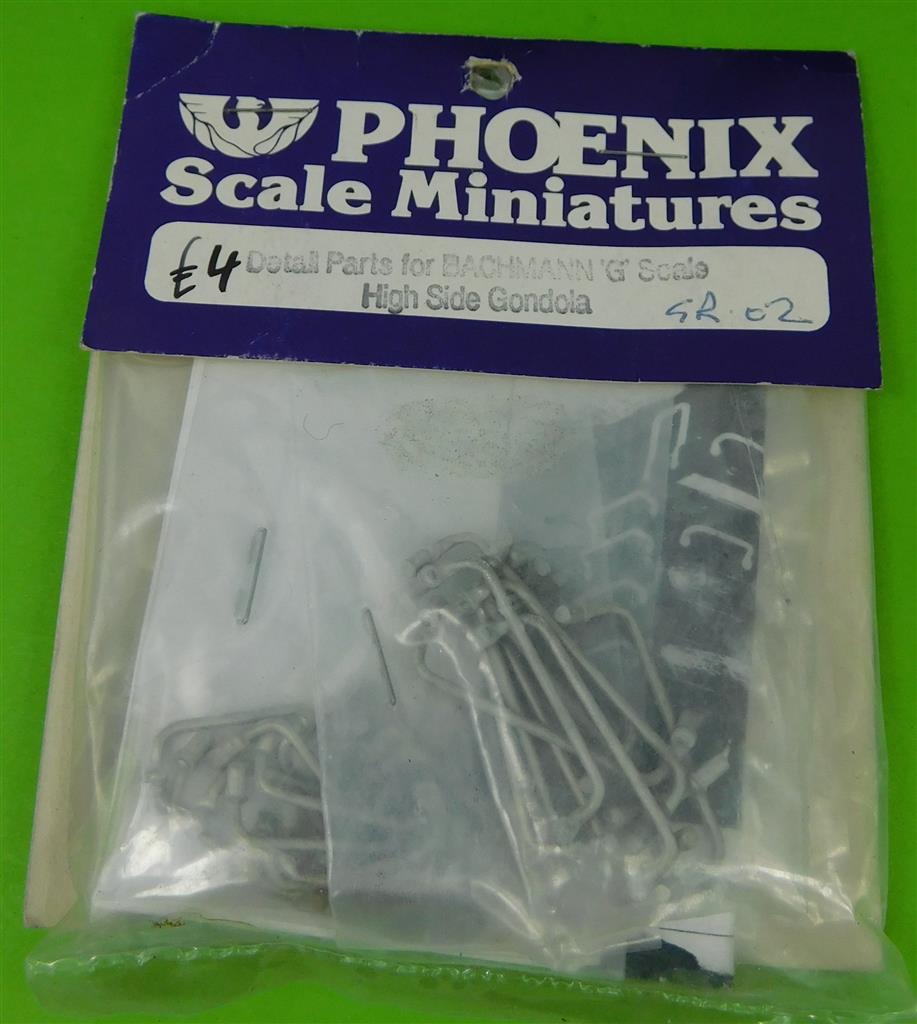 PHOENIX
Scale Miniatures
£4 Detail Parts for BACHMANN 'G' Scale
High Side Gondola GR.02